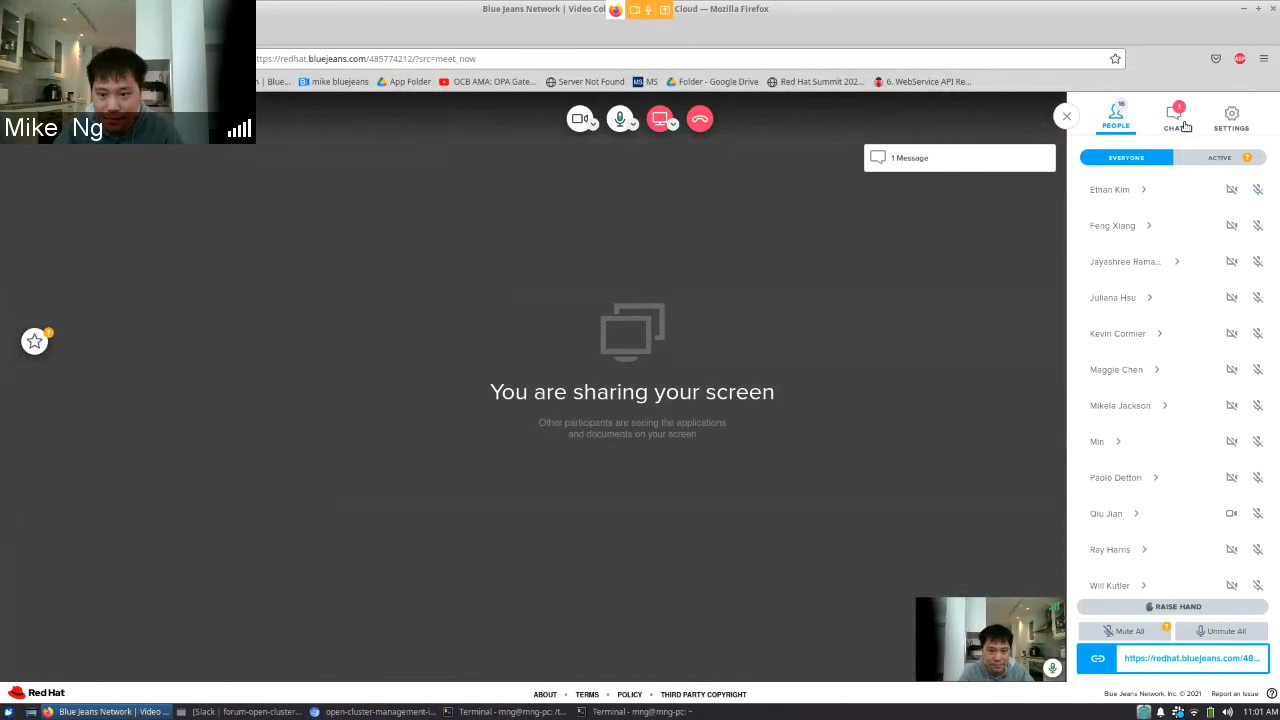 Blue Jeans Network | Video Col
Cloud — Mozilla Firefox
ttps://redhat.bluejeans.com/485774212/?src=meet_now
n | Blue...
mike bluejeans
App Folder
OCB AMA: OPA Gate...
Server Not Found
MS
MS
Folder - Google Drive
Red Hat Summit 202...
6. WebService API Re...
Mike Ng
1 Message
16
PEOPLE
1
CHAT
SETTINGS
EVERYONE
ACTIVE
?
Ethan Kim
Feng Xiang
Jayashree Rama...
Juliana Hsu
Kevin Cormier
Maggie Chen
Mikela Jackson
Min
Paolo Dettori
Qiu Jian
Ray Harris
Will Kutler
?
You are sharing your screen
Other participants are seeing the applications
and documents on your screen
RAISE HAND
Mute All
?
Unmute All
https://redhat.bluejeans.com/48...
Red Hat
ABOUT • TERMS • POLICY • THIRD PARTY COPYRIGHT
Blue Jeans Network, Inc. © 2021
Report an Issue
?
Blue Jeans Network | Video ...
[Slack | forum-open-cluster...
open-cluster-management-i...
Terminal - mng@mng-pc: /t...
Terminal - mng@mng-pc: ~
11:01 AM